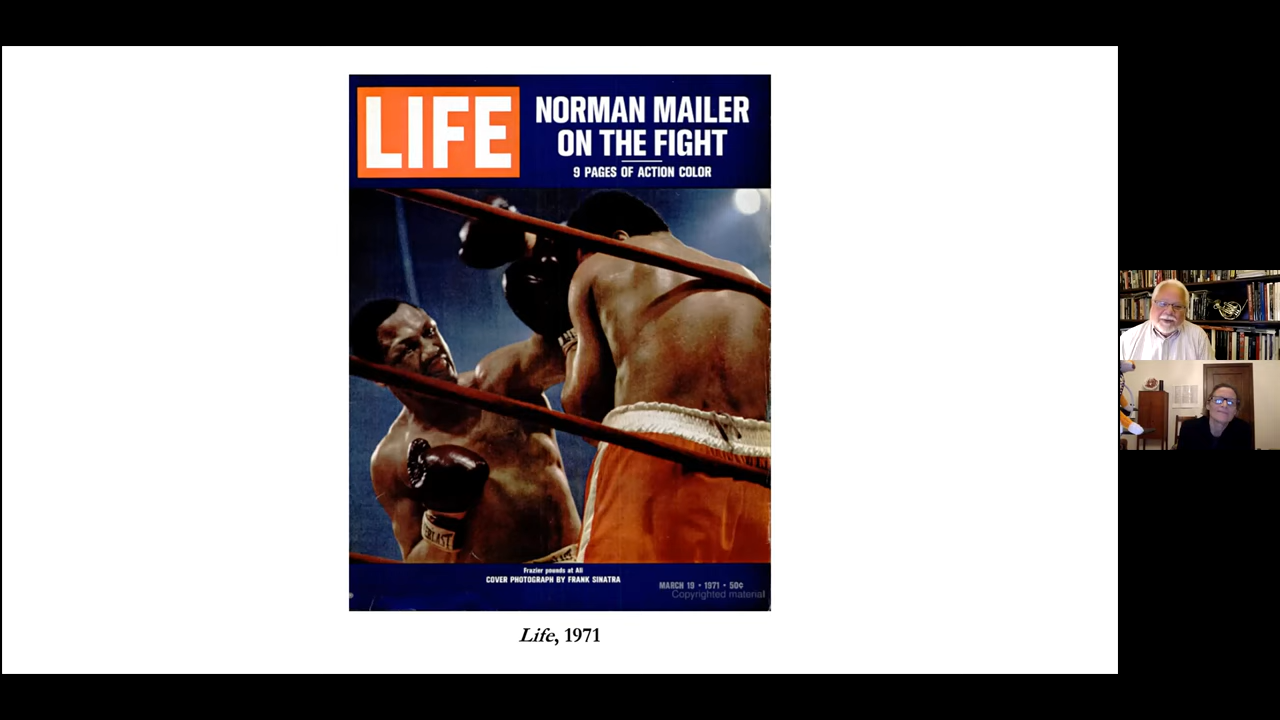 LIFE
NORMAN MAILER
ON THE FIGHT
9 PAGES OF ACTION COLOR
Frazier pounds at Ali
COVER PHOTOGRAPH BY FRANK SINATRA
MARCH 19 • 1971 • 50¢
Copyrighted material
Life, 1971